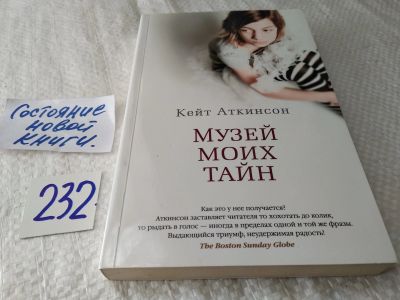 Состояние
новой
книги.
232
Кейт Аткинсон
МУЗЕЙ
МОИХ
ТАЙН
Как это у нее получается?
Аткинсон заставляет читателя то хохотать до колик,
то рыдать в голос — иногда в пределах одной и той же фразы.
Выдающийся триумф, неудержимая радость!
The Boston Sunday Globe